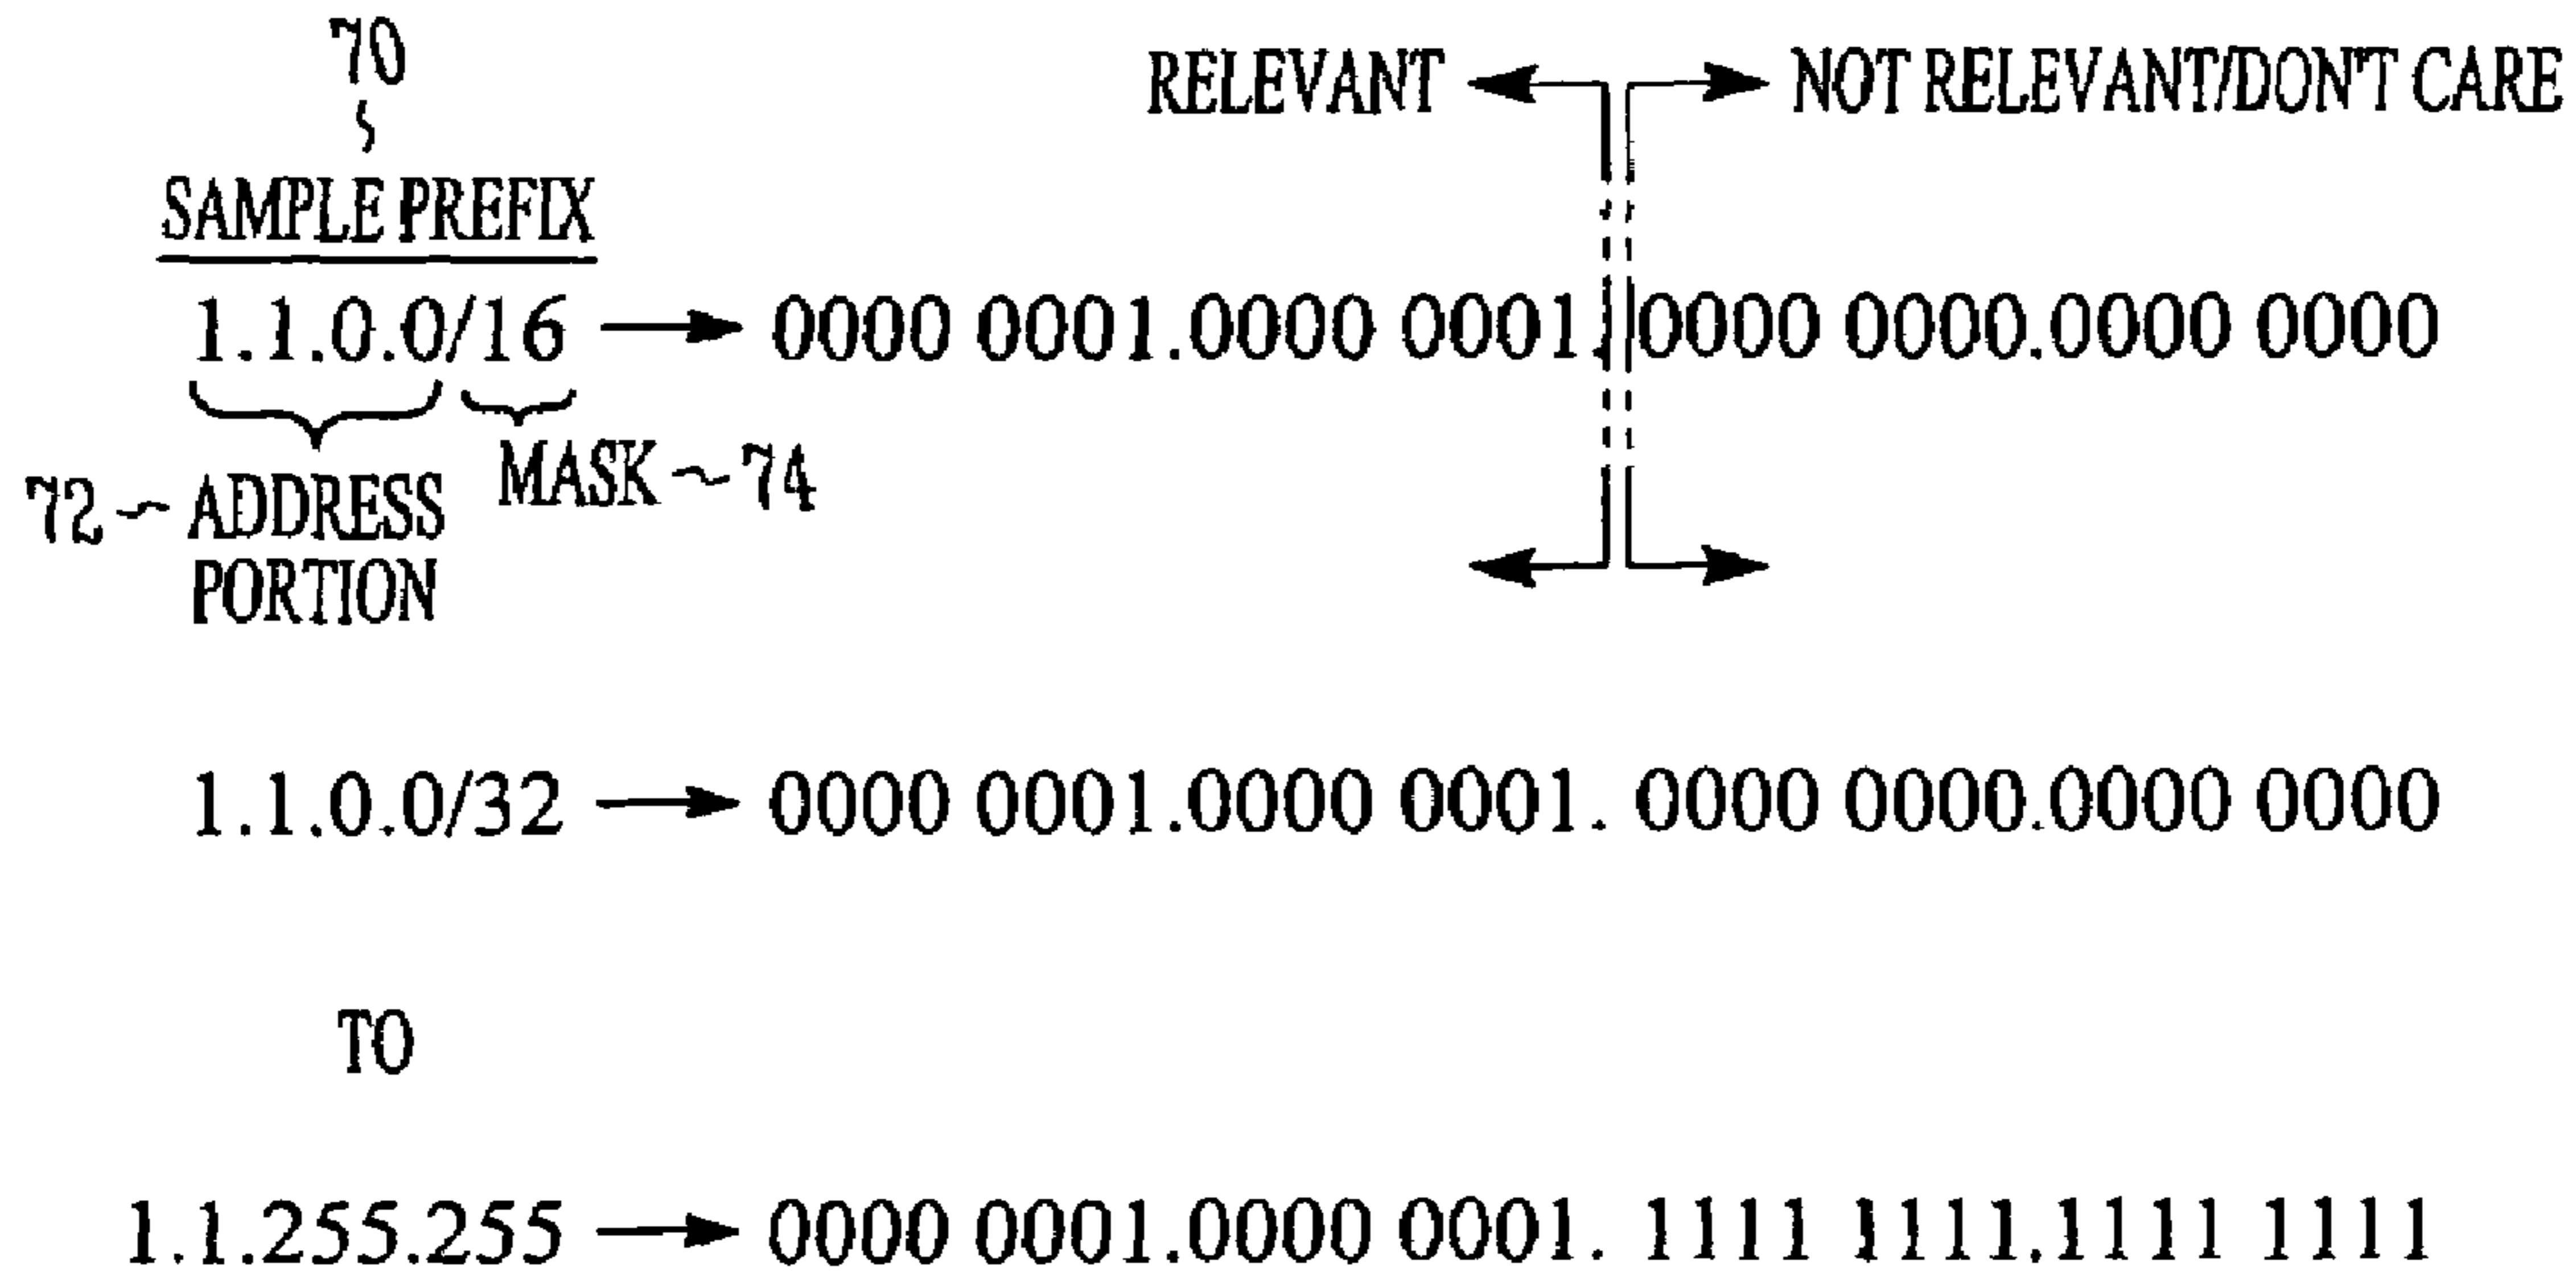 70
RELEVANT NOT RELEVANT/DON'T CARE
SAMPLE PREFIX
1.1.0.0/16 0000 0001.0000 0001. 0000 0000.0000 0000
MASK 74
72 ADDRESS
PORTION
1.1.0.0/32 0000 0001.0000 0001. 0000 0000.0000 0000
TO
1.1.255.255 0000 0001.0000 0001. 1111 1111.1111 1111